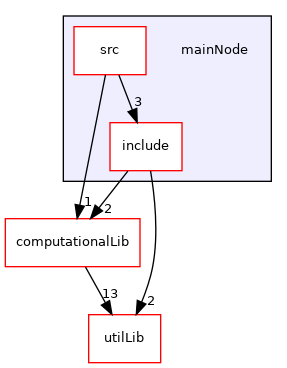 src
mainNode
3
include
1
2
computationalLib
13
2
utilLib